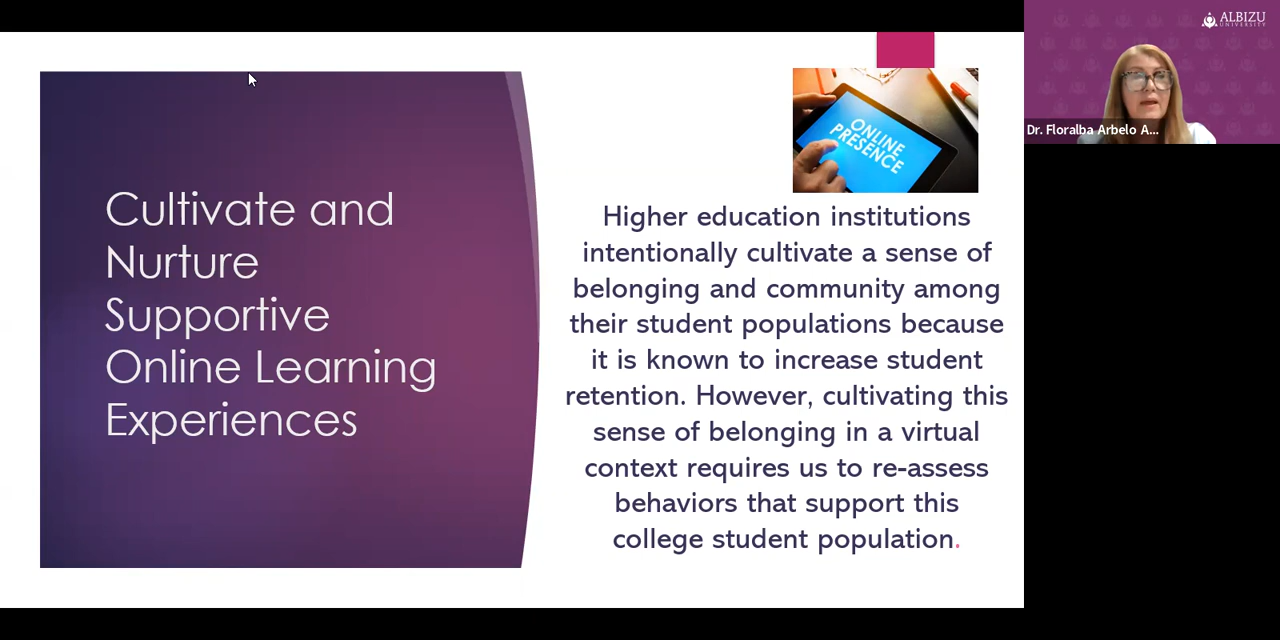 Cultivate and
Nurture
Supportive
Online Learning
Experiences
ONLINE
PRESENCE
Higher education institutions
intentionally cultivate a sense of
belonging and community among
their student populations because
it is known to increase student
retention. However, cultivating this
sense of belonging in a virtual
context requires us to re-assess
behaviors that support this
college student population.
ALBIZU
UNIVERSITY
Dr. Floralba Arbelo A...